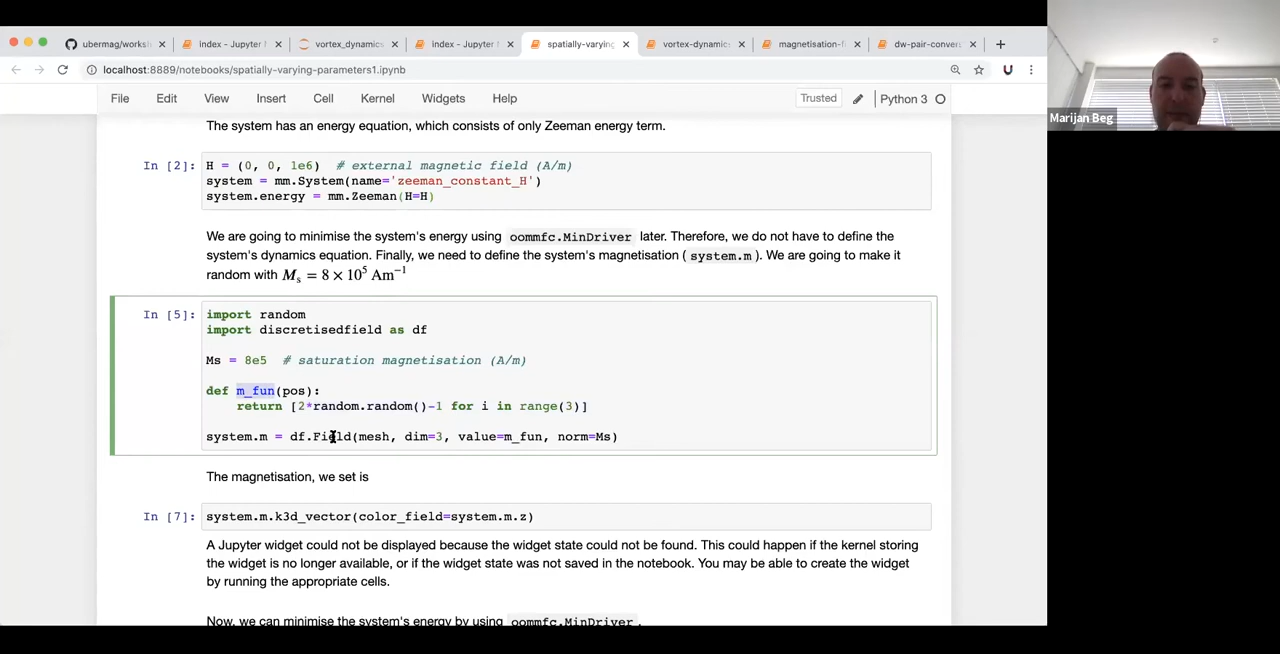 ubermag/worksh
index - Jupyter N
vortex_dynamics
index - Jupyter N
spatially-varying
vortex-dynamics
magnetisation-f
dw-pair-convers
localhost:8889/notebooks/spatially-varying-parameters1.ipynb
File Edit View Insert Cell Kernel Widgets Help
Trusted
Python 3
Marijan Beg
The system has an energy equation, which consists of only Zeeman energy term.
In [2]: H = (0, 0, 1e6)  # external magnetic field (A/m)
system = mm.System(name='zeeman_constant_H')
system.energy = mm.Zeeman(H=H)
We are going to minimise the system's energy using oommfc.MinDriver later. Therefore, we do not have to define the
system's dynamics equation. Finally, we need to define the system's magnetisation ( system.m ). We are going to make it
random with Mₛ = 8 × 10⁵ Am⁻¹
In [5]: import random
import discretisedfield as df
Ms = 8e5  # saturation magnetisation (A/m)
def m_fun(pos):
    return [2*random.random()-1 for i in range(3)]
system.m = df.Field(mesh, dim=3, value=m_fun, norm=Ms)
The magnetisation, we set is
In [7]: system.m.k3d_vector(color_field=system.m.z)
A Jupyter widget could not be displayed because the widget state could not be found. This could happen if the kernel storing
the widget is no longer available, or if the widget state was not saved in the notebook. You may be able to create the widget
by running the appropriate cells.
Now, we can minimise the system's energy by using oommfc.MinDriver.